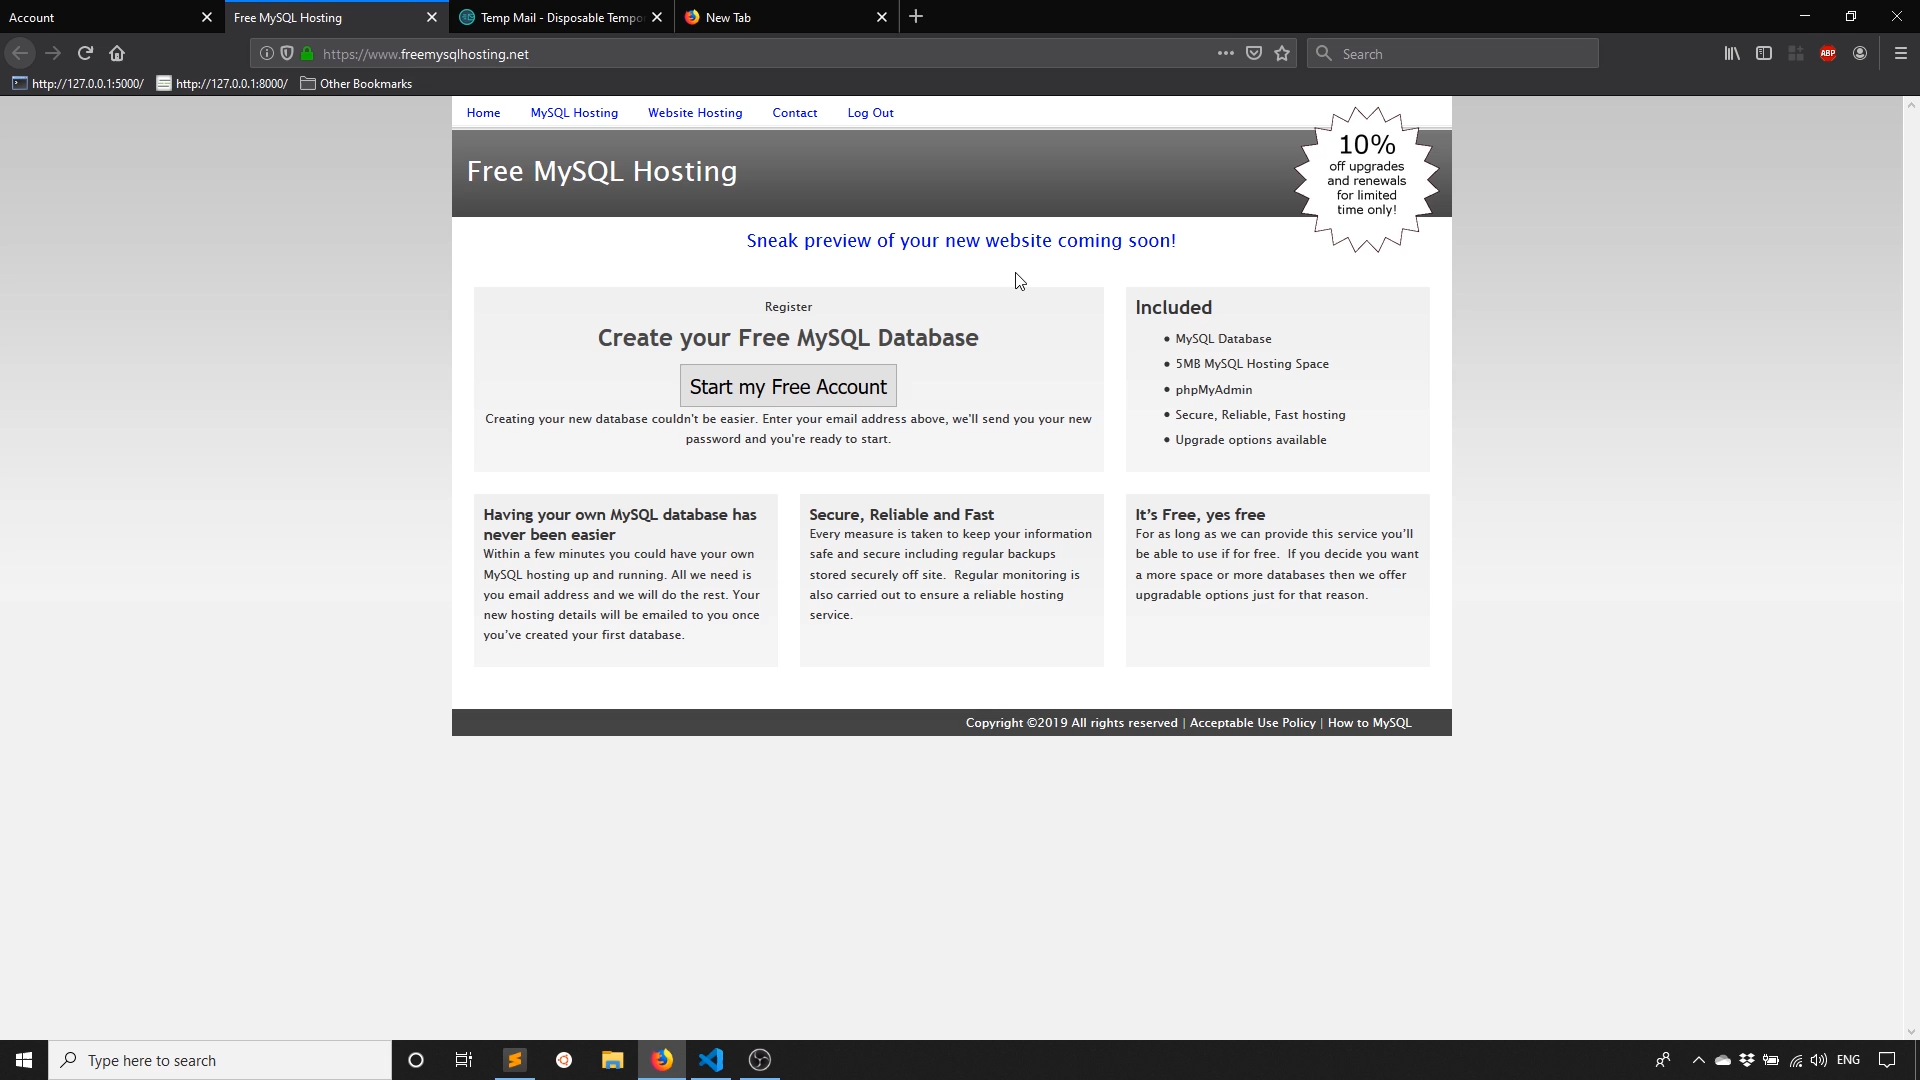 Account
Free MySQL Hosting
Temp Mail - Disposable Tempo
New Tab
https://www.freemysqlhosting.net
Search
ABP
http://127.0.0.1:5000/
http://127.0.0.1:8000/
Other Bookmarks
Home
MySQL Hosting
Website Hosting
Contact
Log Out
Free MySQL Hosting
10%
off upgrades
and renewals
for limited
time only!
Sneak preview of your new website coming soon!
Register
Create your Free MySQL Database
Start my Free Account
Creating your new database couldn't be easier. Enter your email address above, we'll send you your new
password and you're ready to start.
Included
MySQL Database
5MB MySQL Hosting Space
phpMyAdmin
Secure, Reliable, Fast hosting
Upgrade options available
Having your own MySQL database has
never been easier
Within a few minutes you could have your own
MySQL hosting up and running. All we need is
you email address and we will do the rest. Your
new hosting details will be emailed to you once
you’ve created your first database.
Secure, Reliable and Fast
Every measure is taken to keep your information
safe and secure including regular backups
stored securely off site.  Regular monitoring is
also carried out to ensure a reliable hosting
service.
It’s Free, yes free
For as long as we can provide this service you’ll
be able to use if for free.  If you decide you want
a more space or more databases then we offer
upgradable options just for that reason.
Copyright ©2019 All rights reserved | Acceptable Use Policy | How to MySQL
Type here to search
ENG